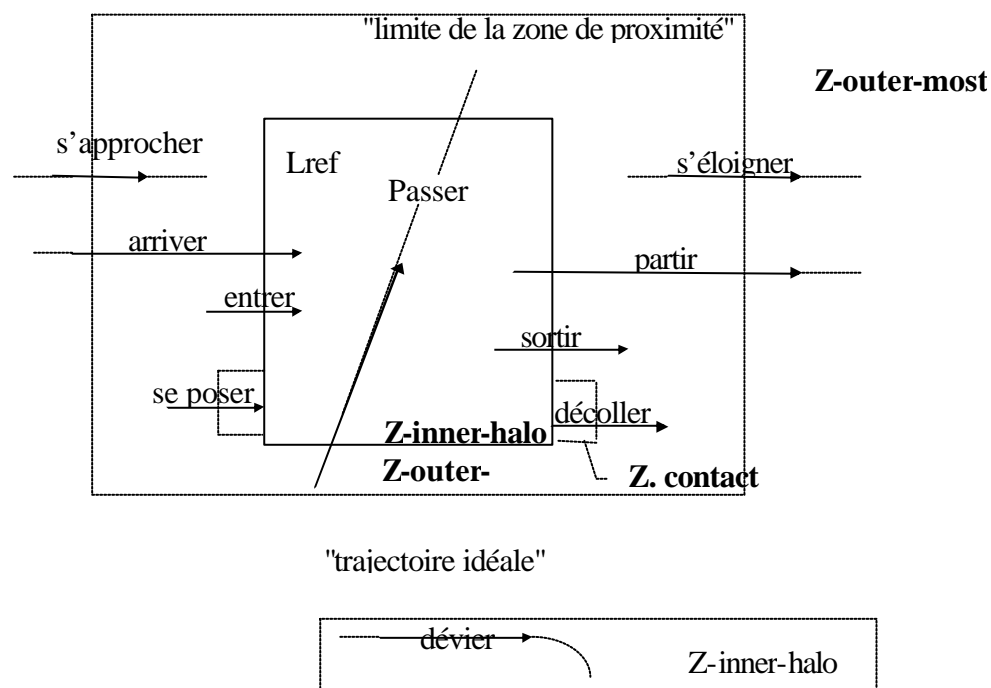 "limite de la zone de proximité"
Z-outer-most
s'approcher
Lref
s'éloigner
Passer
arriver
partir
entrer
sortir
se poser
décoller
Z-inner-halo
Z-outer-
Z. contact
"trajectoire idéale"
dévier
Z-inner-halo